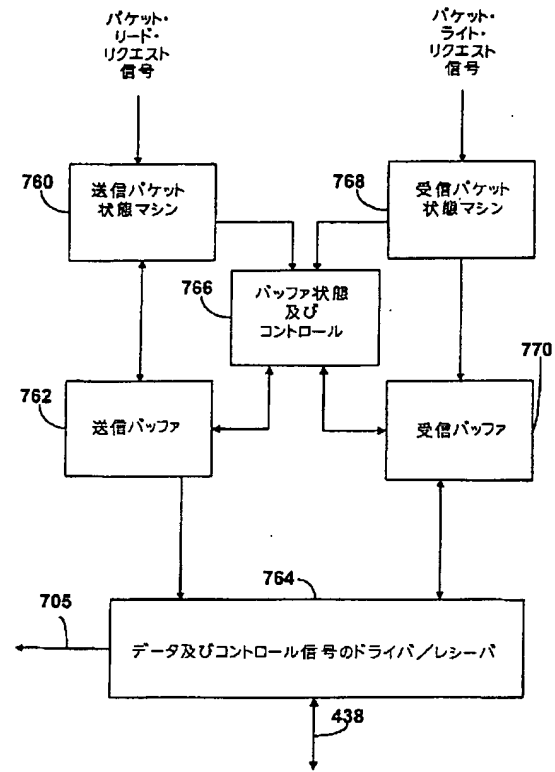 パケット・
リード・
リクエスト
信号
パケット・
ライト・
リクエスト
信号
760
送信パケット
状態マシン
768
受信パケット
状態マシン
766
バッファ状態
及び
コントロール
762
送信バッファ
770
受信バッファ
764
705
データ及びコントロール信号のドライバ/レシーバ
438